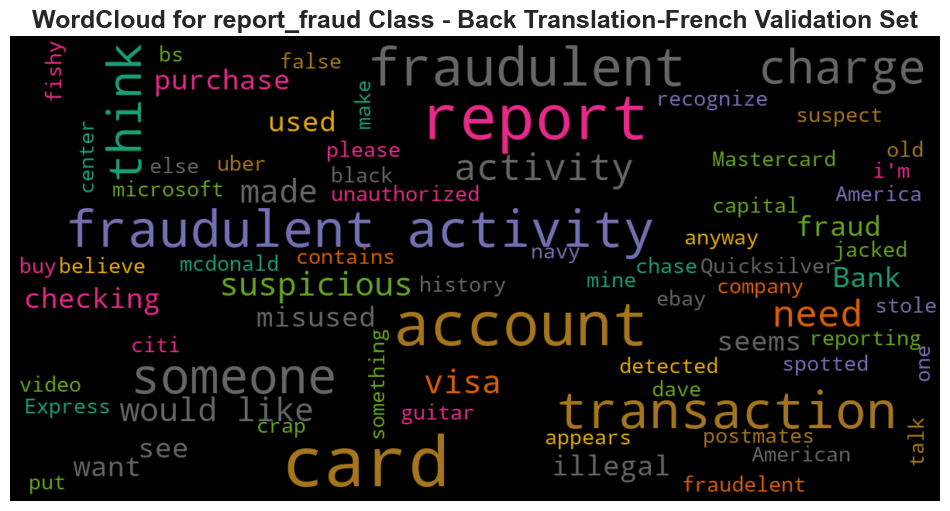 WordCloud for report_fraud Class - Back Translation-French Validation Set
fishy
bs
false
fraudulent
charge
think
purchase
make
report
recognize
suspect
used
center
please
activity
Mastercard
old
else
uber
black
i'm
microsoft
made
unauthorized
America
capital
fraudulent activity
fraud
anyway
jacked
navy
buy
believe
mcdonald
contains
mine
chase
Quicksilver
Bank
checking
suspicious
history
ebay
company
stole
misused
account
need
seems
reporting
citi
something
detected
spotted
one
video
someone
visa
dave
Express
would like
guitar
transaction
crap
see
card
appears
postmates
talk
want
illegal
American
put
fraudelent